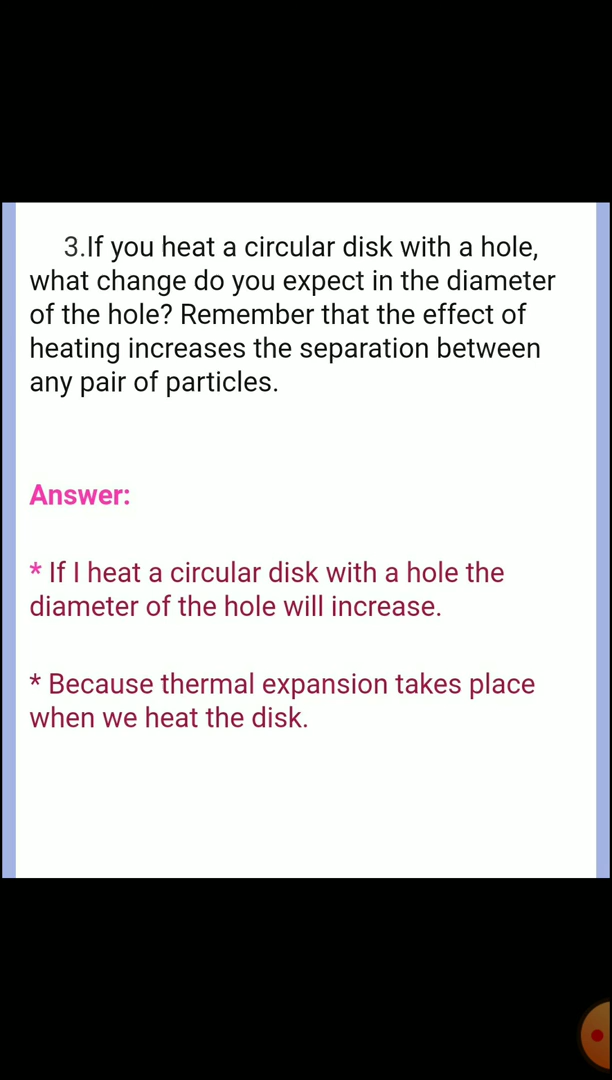 3.If you heat a circular disk with a hole,
what change do you expect in the diameter
of the hole? Remember that the effect of
heating increases the separation between
any pair of particles.
Answer:
* If I heat a circular disk with a hole the
diameter of the hole will increase.
* Because thermal expansion takes place
when we heat the disk.